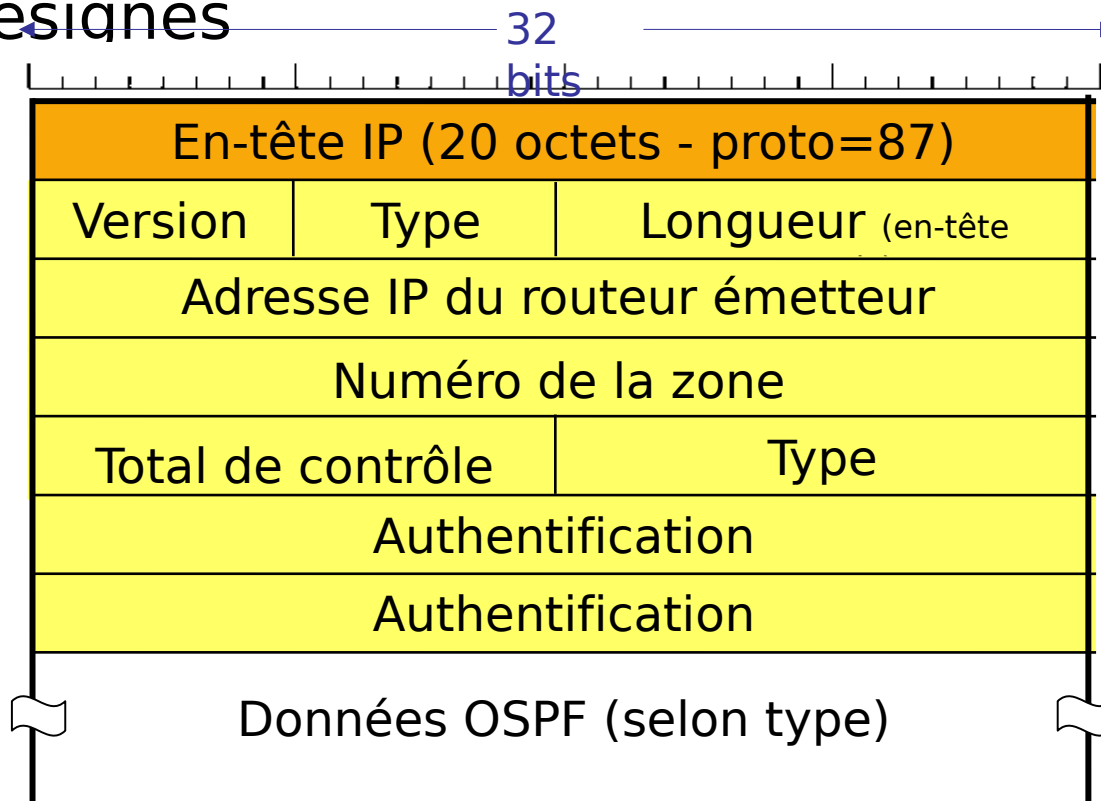 32
bits
En-tête IP (20 octets - proto=87)
Version Type Longueur (en-tête
Adresse IP du routeur émetteur
Numéro de la zone
Total de contrôle Type
Authentification
Authentification
Données OSPF (selon type)